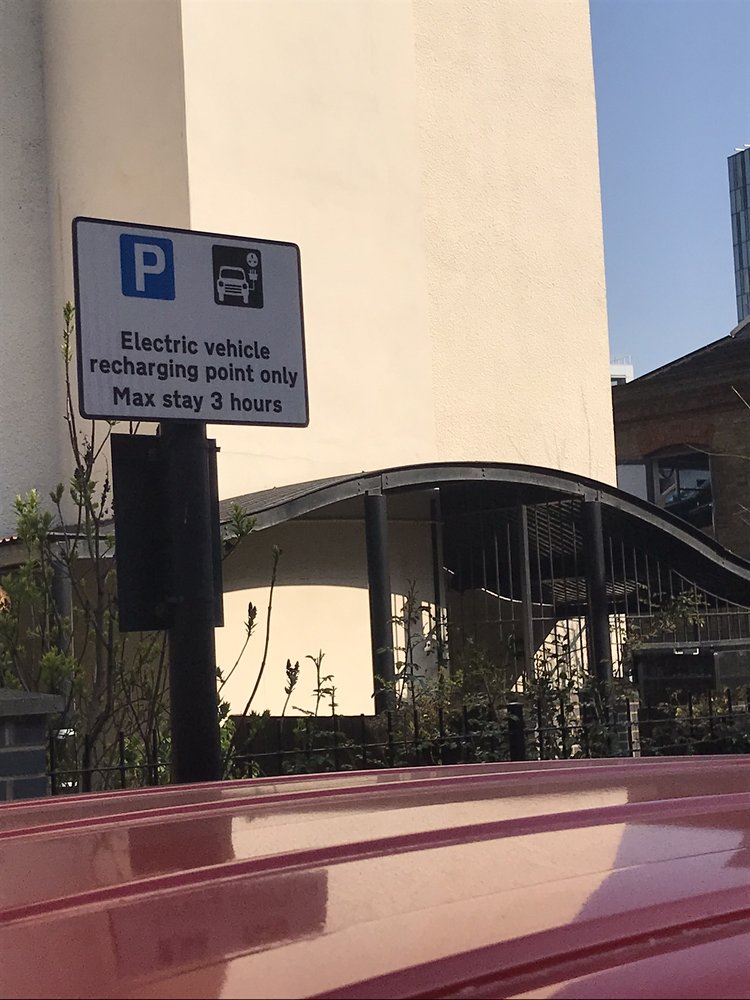 P
Electric vehicle
recharging point only
Max stay 3 hours